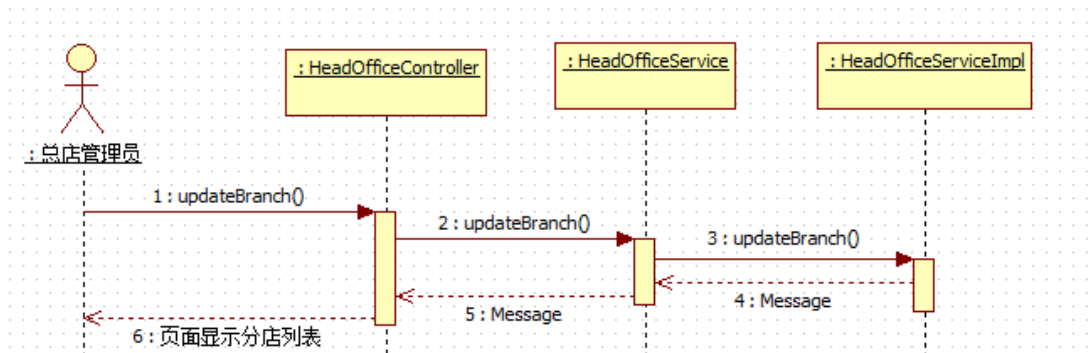 : HeadOfficeController
: HeadOfficeService
: HeadOfficeServiceImpl
: 总店管理员
1 : updateBranch()
2 : updateBranch()
3 : updateBranch()
4 : Message
5 : Message
6 : 页面显示分店列表